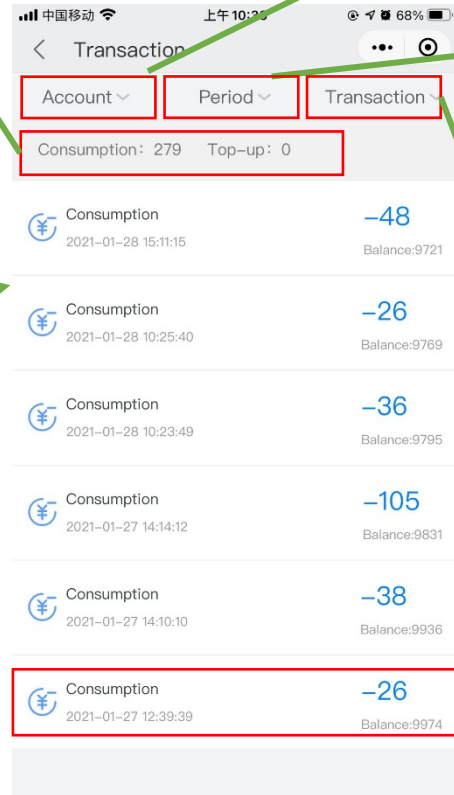 中国移动 上午10:30 68%
Transaction
Account Period Transaction
Consumption: 279 Top-up: 0
Consumption -48
2021-01-28 15:11:15 Balance:9721
Consumption -26
2021-01-28 10:25:40 Balance:9769
Consumption -36
2021-01-28 10:23:49 Balance:9795
Consumption -105
2021-01-27 14:14:12 Balance:9831
Consumption -38
2021-01-27 14:10:10 Balance:9936
Consumption -26
2021-01-27 12:39:39 Balance:9974